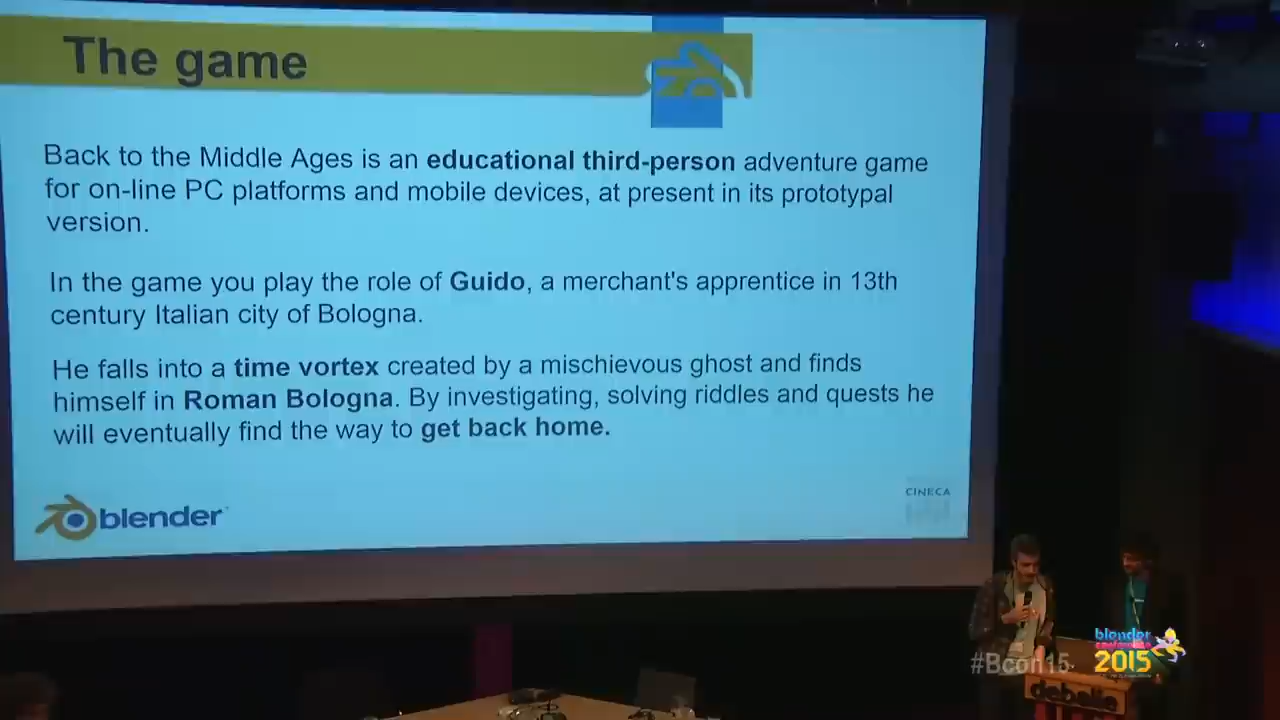 The game
Back to the Middle Ages is an educational third-person adventure game
for on-line PC platforms and mobile devices, at present in its prototypal
version.
In the game you play the role of Guido, a merchant's apprentice in 13th
century Italian city of Bologna.
He falls into a time vortex created by a mischievous ghost and finds
himself in Roman Bologna. By investigating, solving riddles and quests he
will eventually find the way to get back home.
blender
CINECA
blender
conference
2015
#Bcon15
debalie